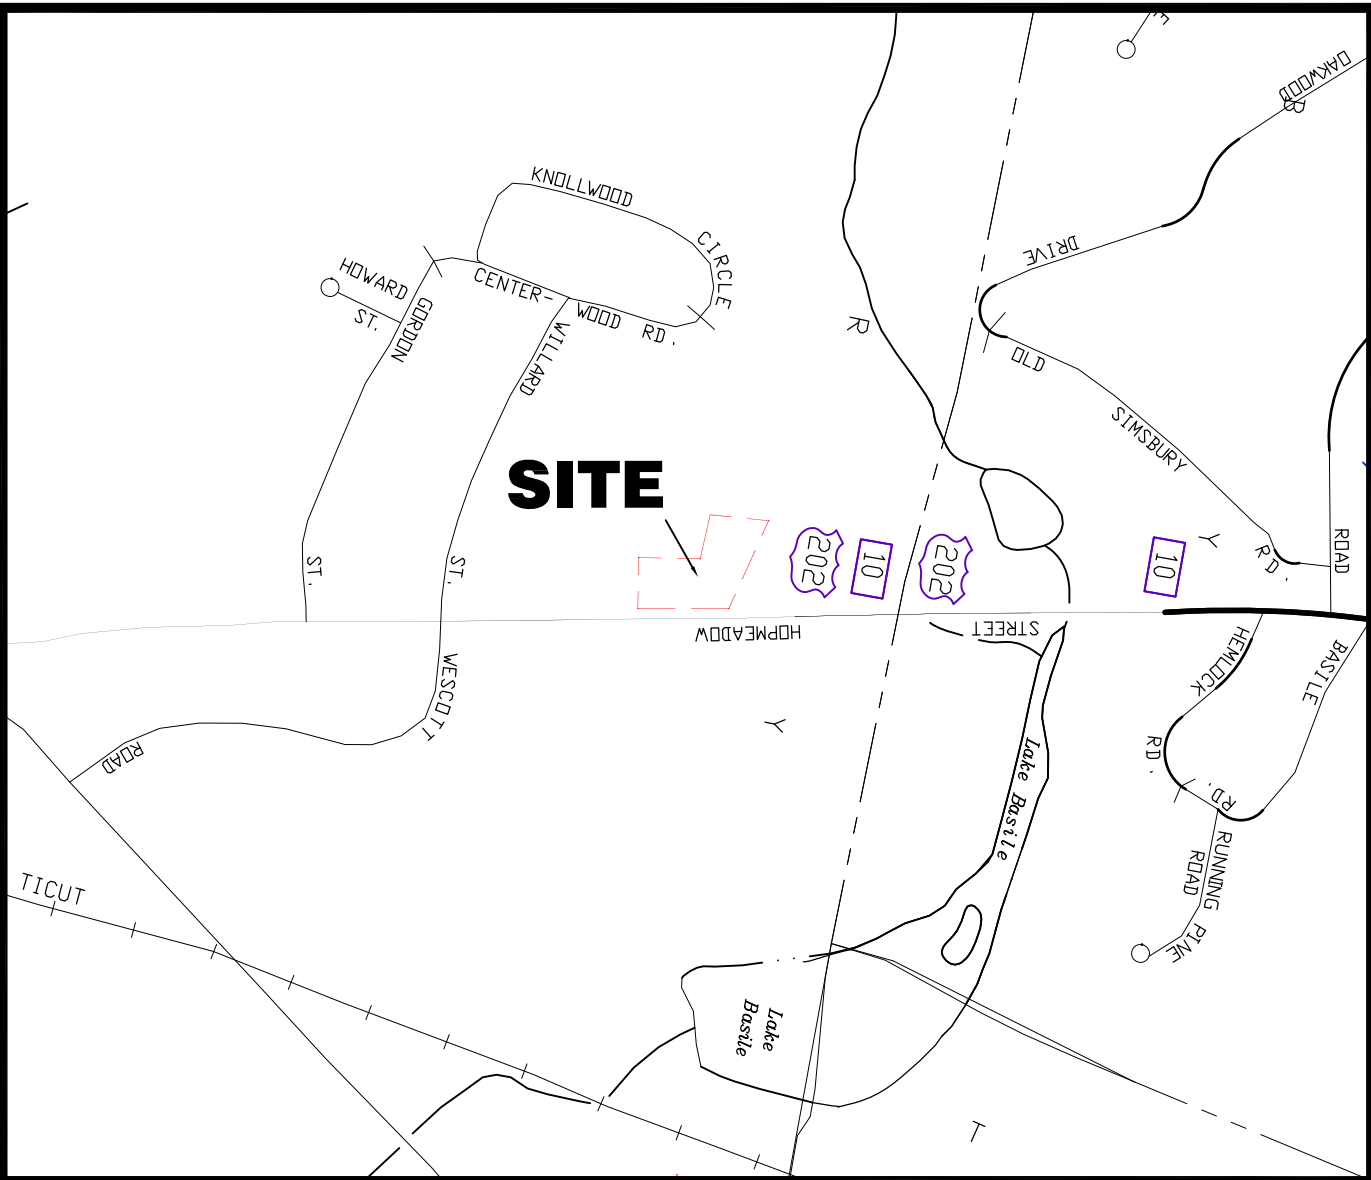 E
OAKWOOD
B
KNOLLWOOD
CIRCLE
DRIVE
HOWARD
ST.
CENTER-
WOOD RD.
GORDON
WILLARD
R
OLD
SIMSBURY
RD.
SITE
202
10
202
10
Y
ROAD
ST.
ST.
HOPMEADOW
STREET
HEMLOCK
RD.
BASILE
RD.
WESCOTT
ROAD
Y
Lake Basile
RUNNING
ROAD
PINE
TICUT
Lake
Basile
T